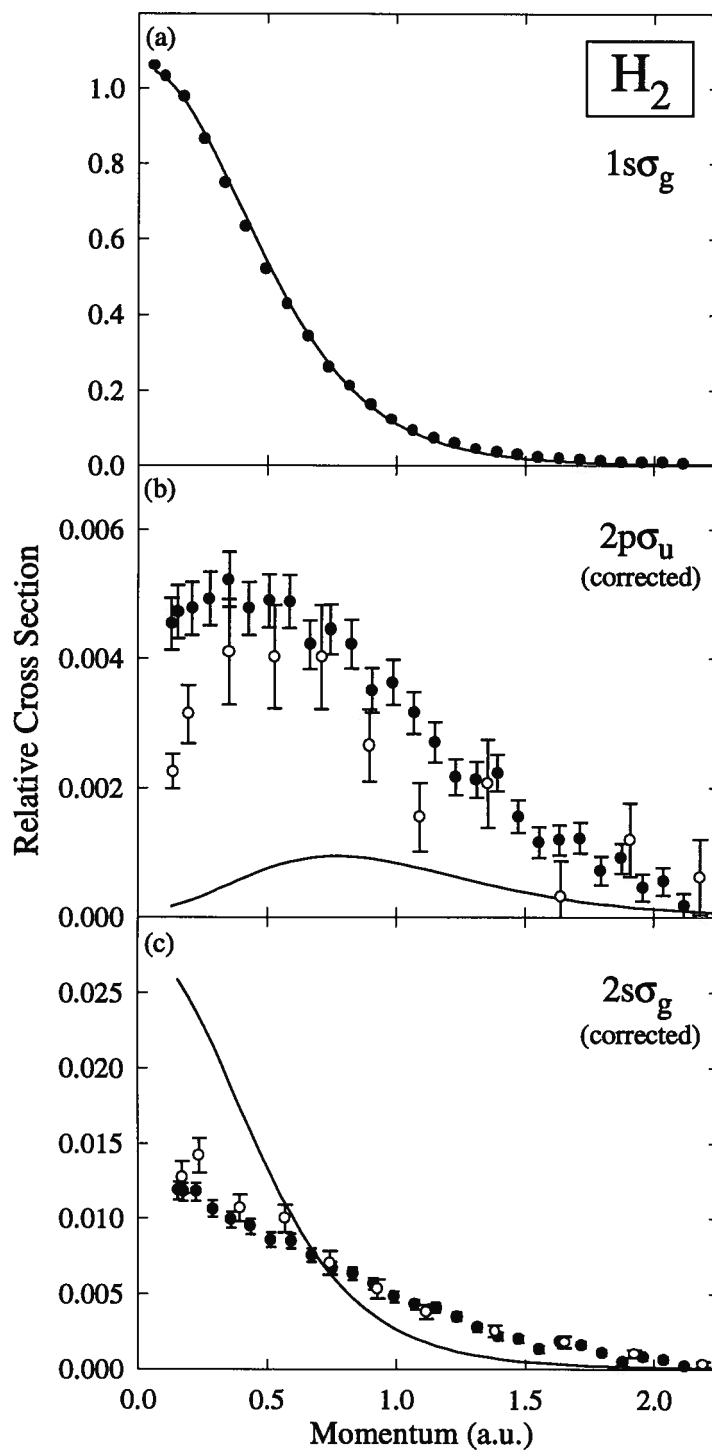 (a)
H2
1sσg
1.0
0.8
0.6
0.4
0.2
0.0
(b)
2pσu
(corrected)
0.006
0.004
0.002
0.000
Relative Cross Section
(c)
2sσg
(corrected)
0.025
0.020
0.015
0.010
0.005
0.000
0.0 0.5 1.0 1.5 2.0
Momentum (a.u.)